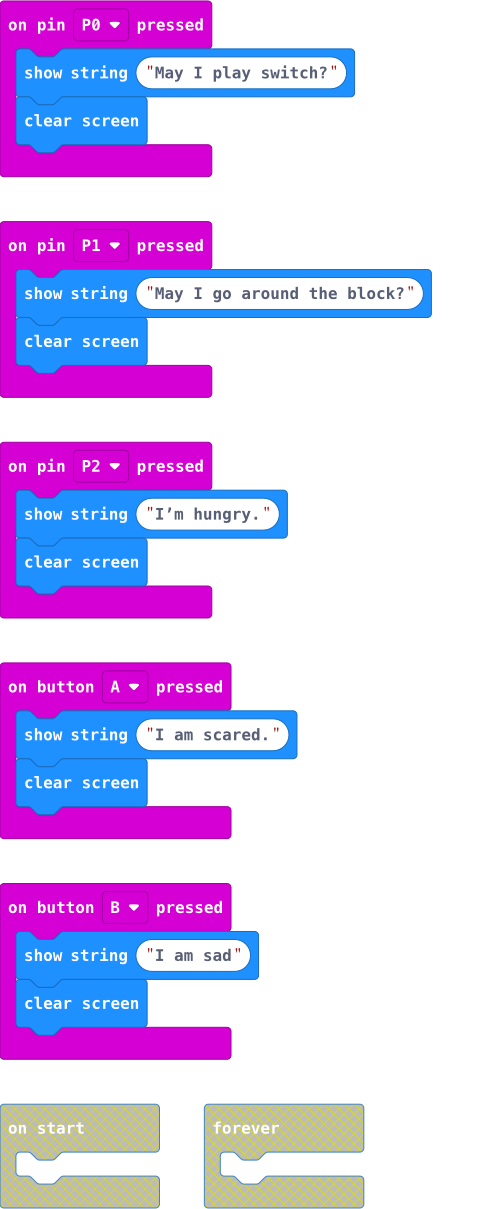 on pin P0 pressed
show string "May I play switch?"
clear screen
on pin P1 pressed
show string "May I go around the block?"
clear screen
on pin P2 pressed
show string "I’m hungry."
clear screen
on button A pressed
show string "I am scared."
clear screen
on button B pressed
show string "I am sad"
clear screen
on start forever